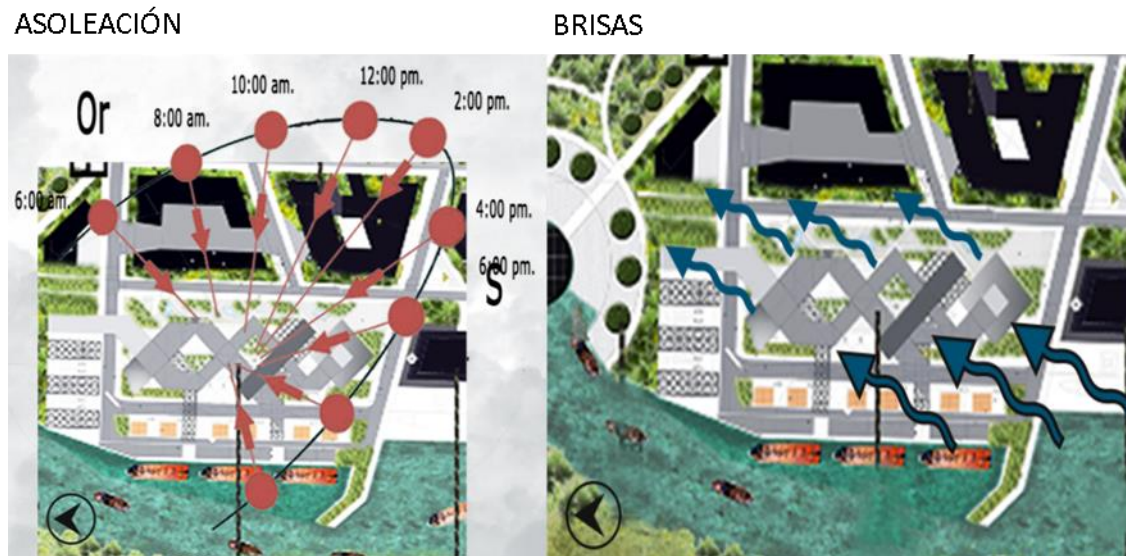 ASOLEACIÓN
BRISAS
12:00 pm.
10:00 am.
2:00 pm.
Or
8:00 am.
6:00 am.
4:00 pm.
6:00 pm.
S